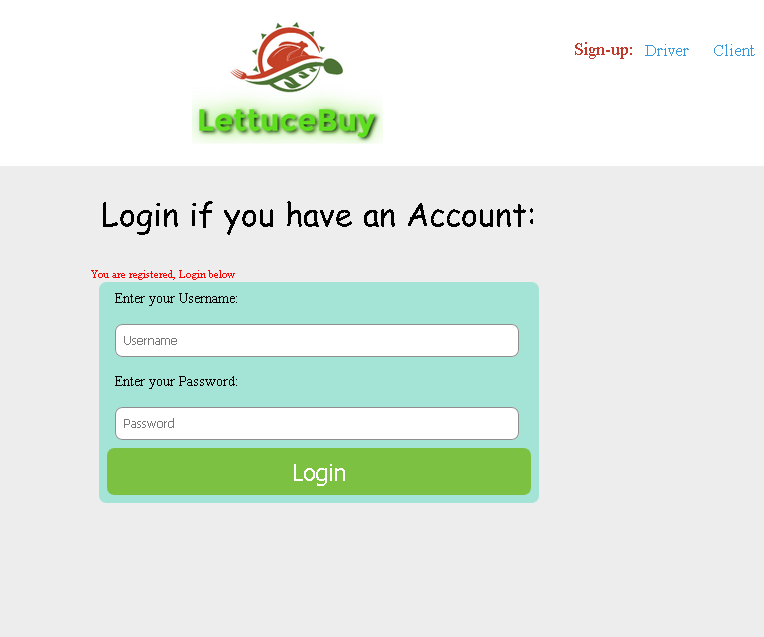 Sign-up: Driver Client
LettuceBuy
Login if you have an Account:
You are registered, Login below
Enter your Username:
Username
Enter your Password:
Password
Login